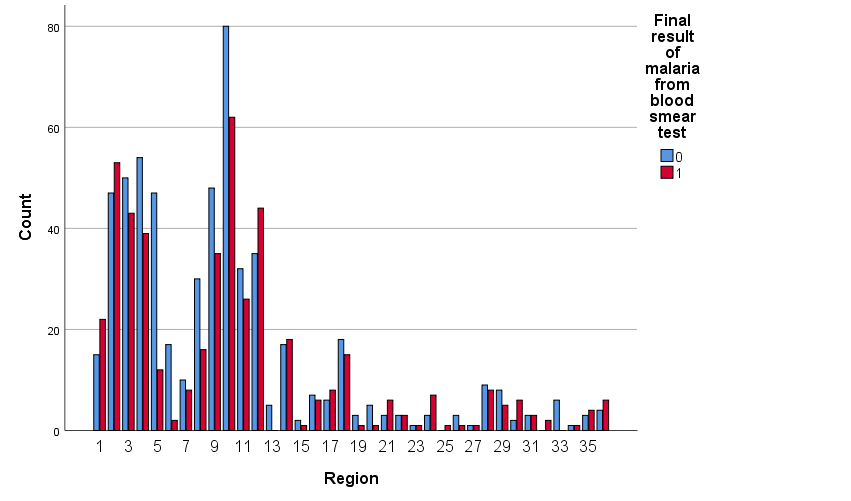 Final
result
of
malaria
from
blood
smear
test
0
1
80
60
40
20
0
Count
1 3 5 7 9 11 13 15 17 19 21 23 25 27 29 31 33 35
Region